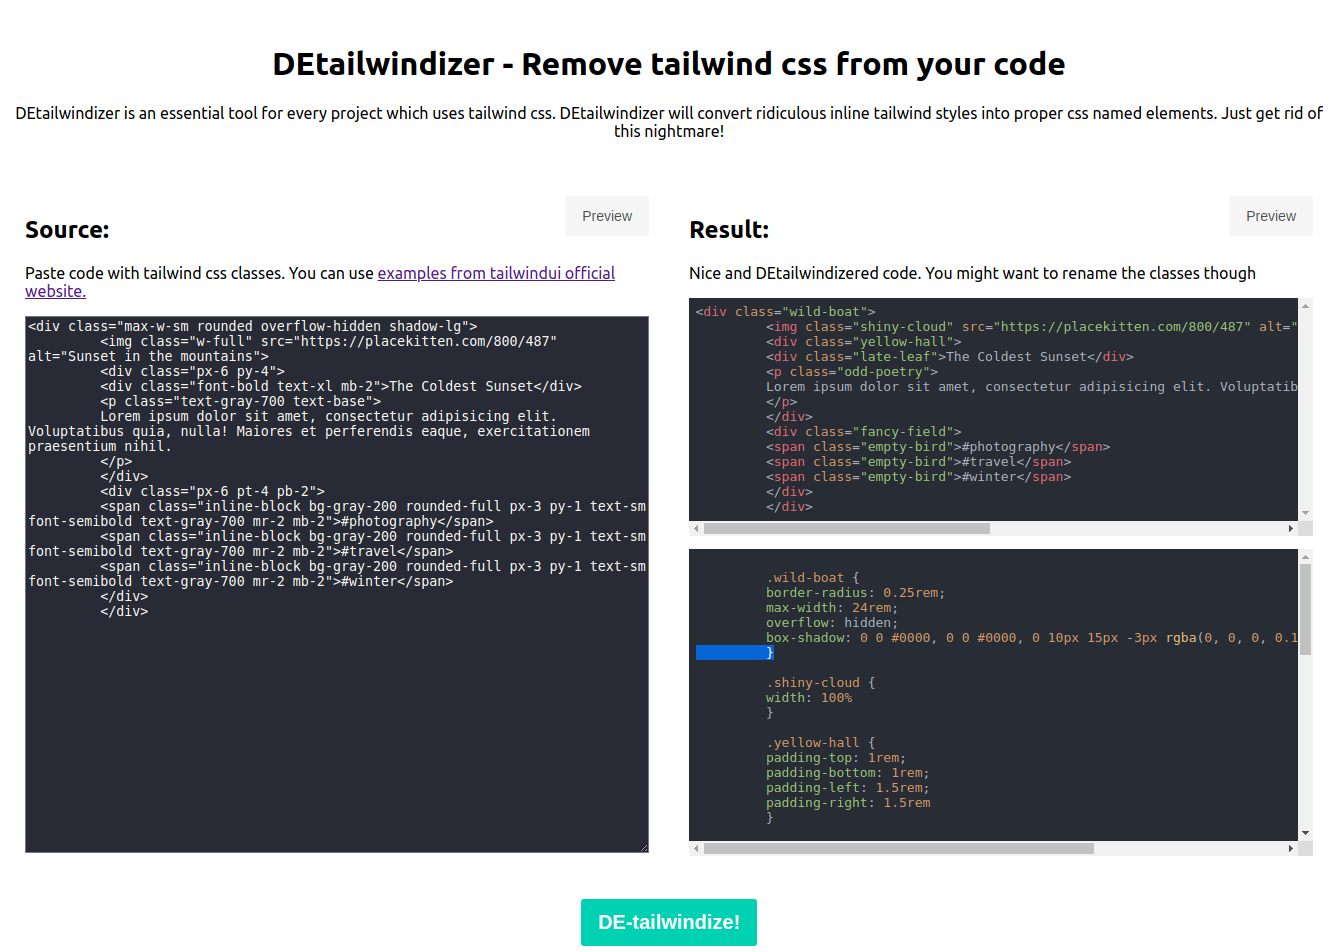 DEtailwindizer - Remove tailwind css from your code
DEtailwindizer is an essential tool for every project which uses tailwind css. DEtailwindizer will convert ridiculous inline tailwind styles into proper css named elements. Just get rid of
this nightmare!
Source:
Preview
Paste code with tailwind css classes. You can use examples from tailwindui official
website.
<div class="max-w-sm rounded overflow-hidden shadow-lg">
<img class="w-full" src="https://placekitten.com/800/487"
alt="Sunset in the mountains">
<div class="px-6 py-4">
<div class="font-bold text-xl mb-2">The Coldest Sunset</div>
<p class="text-gray-700 text-base">
Lorem ipsum dolor sit amet, consectetur adipisicing elit.
Voluptatibus quia, nulla! Maiores et perferendis eaque, exercitationem
praesentium nihil.
</p>
</div>
<div class="px-6 pt-4 pb-2">
<span class="inline-block bg-gray-200 rounded-full px-3 py-1 text-sm
font-semibold text-gray-700 mr-2 mb-2">#photography</span>
<span class="inline-block bg-gray-200 rounded-full px-3 py-1 text-sm
font-semibold text-gray-700 mr-2 mb-2">#travel</span>
<span class="inline-block bg-gray-200 rounded-full px-3 py-1 text-sm
font-semibold text-gray-700 mr-2 mb-2">#winter</span>
</div>
</div>
Result:
Preview
Nice and DEtailwindizered code. You might want to rename the classes though
<div class="wild-boat">
<img class="shiny-cloud" src="https://placekitten.com/800/487" alt="
<div class="yellow-hall">
<div class="late-leaf">The Coldest Sunset</div>
<p class="odd-poetry">
Lorem ipsum dolor sit amet, consectetur adipisicing elit. Voluptatib
</p>
</div>
<div class="fancy-field">
<span class="empty-bird">#photography</span>
<span class="empty-bird">#travel</span>
<span class="empty-bird">#winter</span>
</div>
</div>
.wild-boat {
border-radius: 0.25rem;
max-width: 24rem;
overflow: hidden;
box-shadow: 0 0 #0000, 0 0 #0000, 0 10px 15px -3px rgba(0, 0, 0, 0.1
}
.shiny-cloud {
width: 100%
}
.yellow-hall {
padding-top: 1rem;
padding-bottom: 1rem;
padding-left: 1.5rem;
padding-right: 1.5rem
}
DE-tailwindize!